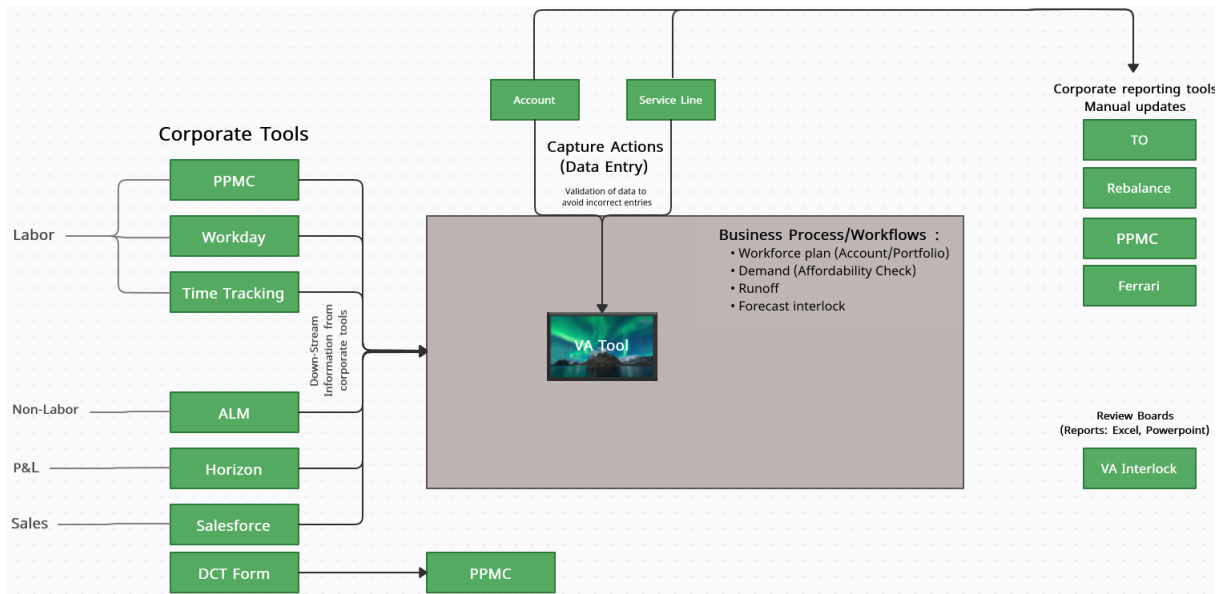 Account
Service Line
Corporate reporting tools
Manual updates
TO
Rebalance
PPMC
Ferrari
Capture Actions
(Data Entry)
Validation of data to
avoid incorrect entries
Corporate Tools
Labor
PPMC
Workday
Time Tracking
Down-Stream
Information from
corporate tools
Non-Labor
ALM
P&L
Horizon
Sales
Salesforce
DCT Form
PPMC
Business Process/Workflows :
• Workforce plan (Account/Portfolio)
• Demand (Affordability Check)
• Runoff
• Forecast interlock
VA Tool
Review Boards
(Reports: Excel, Powerpoint)
VA Interlock